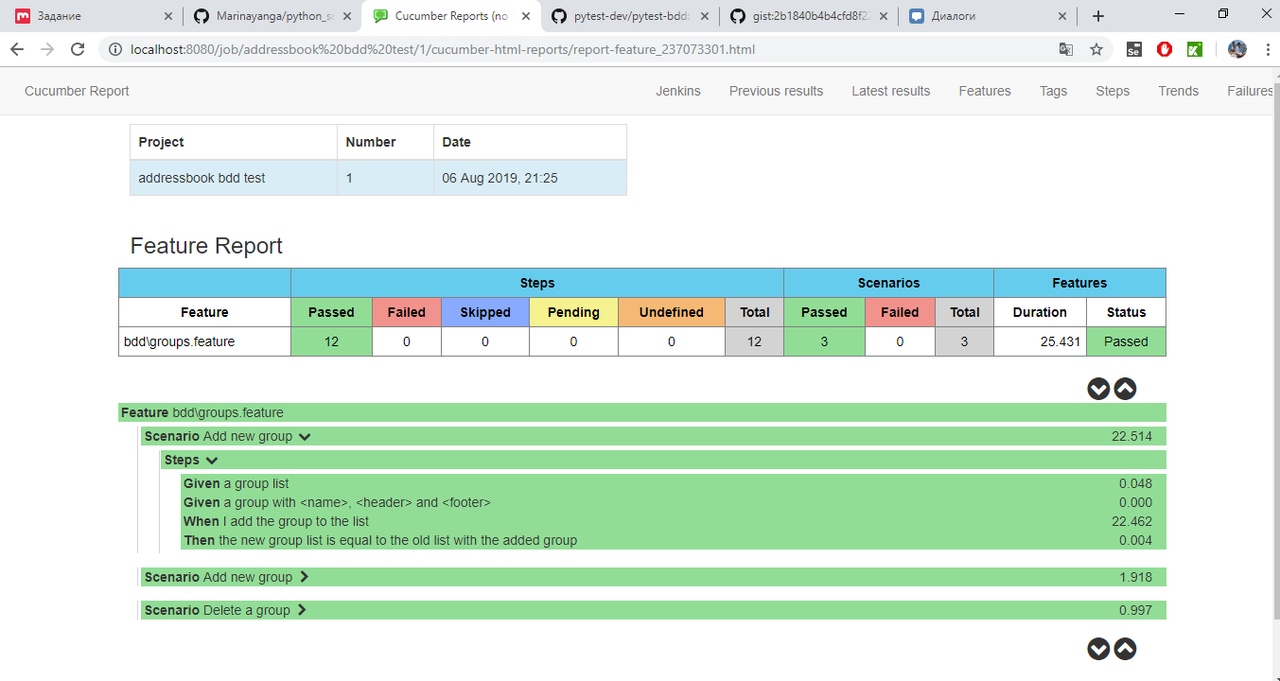 Задание
Marinayanga/python_s
Cucumber Reports (no
pytest-dev/pytest-bdd:
gist:2b1840b4b4cfd8f2
Диалоги
localhost:8080/job/addressbook%20bdd%20test/1/cucumber-html-reports/report-feature_237073301.html
Cucumber Report Jenkins Previous results Latest results Features Tags Steps Trends Failures
Project Number Date
addressbook bdd test 1 06 Aug 2019, 21:25
Feature Report
Steps Scenarios Features
Feature Passed Failed Skipped Pending Undefined Total Passed Failed Total Duration Status
bdd\groups.feature 12 0 0 0 0 12 3 0 3 25.431 Passed
Feature bdd\groups.feature
Scenario Add new group 22.514
Steps
Given a group list 0.048
Given a group with <name>, <header> and <footer> 0.000
When I add the group to the list 22.462
Then the new group list is equal to the old list with the added group 0.004
Scenario Add new group 1.918
Scenario Delete a group 0.997